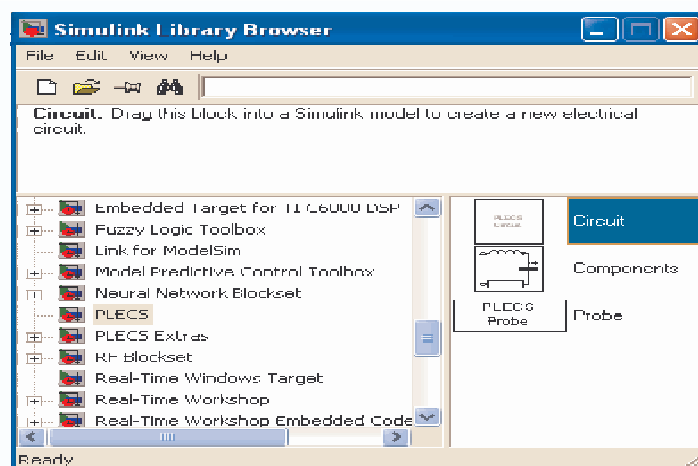 Simulink Library Browser
File Edit View Help
Circuit. Drag this block into a Simulink model to create a new electrical
circuit.
Embedded Target for TI C6000 DSP
Fuzzy Logic Toolbox
Link for ModelSim
Model Predictive Control Toolbox
Neural Network Blockset
PLECS
PLECS Extras
RF Blockset
Real-Time Windows Target
Real-Time Workshop
Real-Time Workshop Embedded Code
PLECS
Circuit
Circuit
Components
PLECS
Probe
Probe
Ready